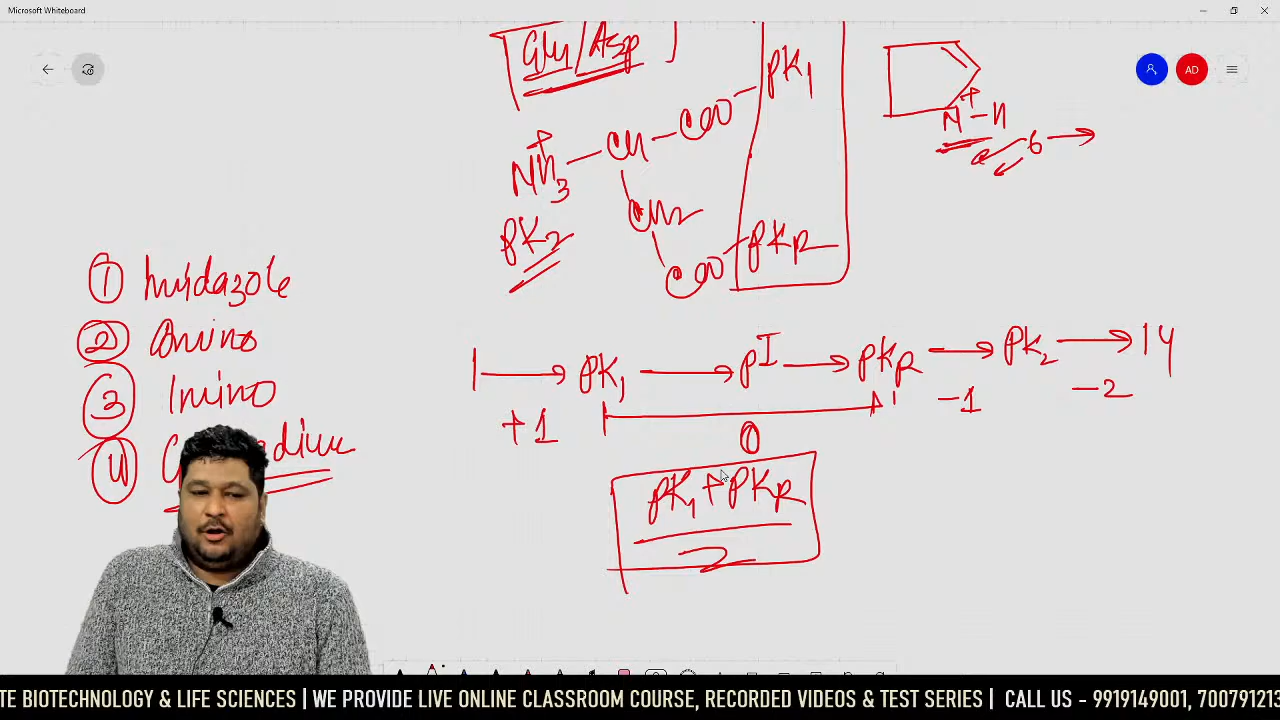 Microsoft Whiteboard
Glu/Asp
NH3+ – CH – COO – pK1
pK2
CH2
COO – pKR
N+ – H
6 →
AD
① Imidazole
② Amino
③ Imino
④
1 → pK1 → pI → pKR → pK2 → 14
+1 0 -1 -2
pK1 + pKR
2
TE BIOTECHNOLOGY & LIFE SCIENCES | WE PROVIDE LIVE ONLINE CLASSROOM COURSE, RECORDED VIDEOS & TEST SERIES | CALL US - 9919149001, 700791213